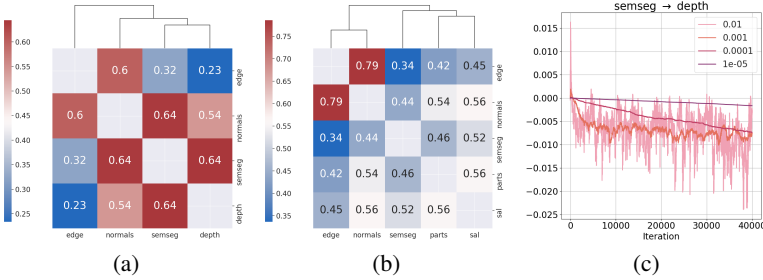 0.60
0.55
0.50
0.45
0.40
0.35
0.30
0.25
0.6 0.32 0.23
0.6 0.64 0.54
0.32 0.64 0.64
0.23 0.54 0.64
edge
normals
semseg
depth
edge normals semseg depth
(a)
0.75
0.70
0.65
0.60
0.55
0.50
0.45
0.40
0.35
0.79 0.34 0.42 0.45
0.79 0.44 0.54 0.56
0.34 0.44 0.46 0.52
0.42 0.54 0.46 0.56
0.45 0.56 0.52 0.56
edge
normals
semseg
parts
sal
edge normals semseg parts sal
(b)
semseg → depth
0.015
0.010
0.005
0.000
−0.005
−0.010
−0.015
−0.020
−0.025
0.01
0.001
0.0001
1e-05
0 10000 20000 30000 40000
Iteration
(c)